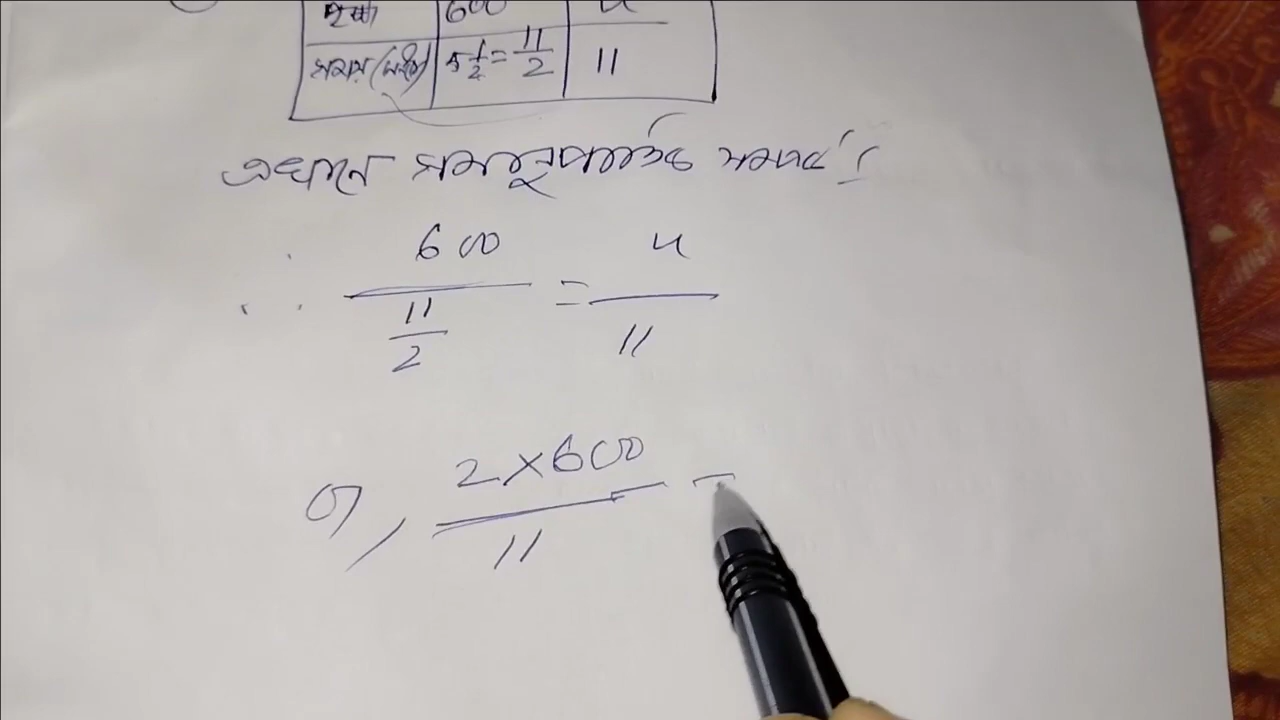 600
সময় (ঘণ্টা) 5 1/2 = 11/2 11
এখানে সমানুপাতিক সম্পর্ক।
∴ 600 / (11/2) = x / 11
বা, (2×600) / 11 =